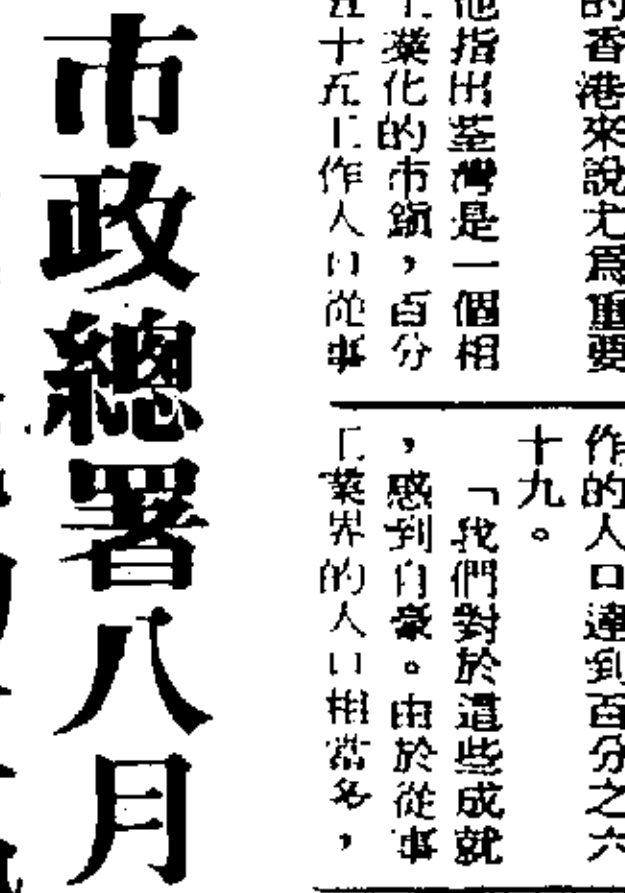 的香港來說尤爲重要
他指出荃灣是一個相
工業化的市鎭，百分
五十五工作人口從事
作的人口達到百分之六
十九。
「我們對於這些成就
，感到自豪。由於從事
工業界的人口相當多，
市政總署八月